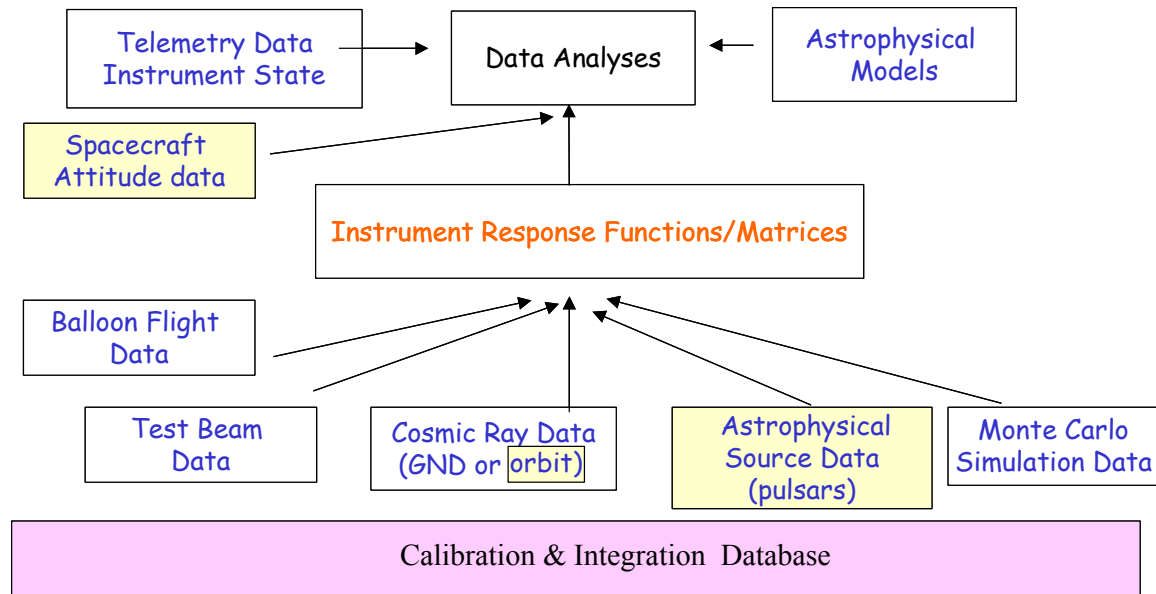 Telemetry Data
Instrument State
Data Analyses
Astrophysical
Models
Spacecraft
Attitude data
Instrument Response Functions/Matrices
Balloon Flight
Data
Test Beam
Data
Cosmic Ray Data
(GND or orbit)
Astrophysical
Source Data
(pulsars)
Monte Carlo
Simulation Data
Calibration & Integration Database